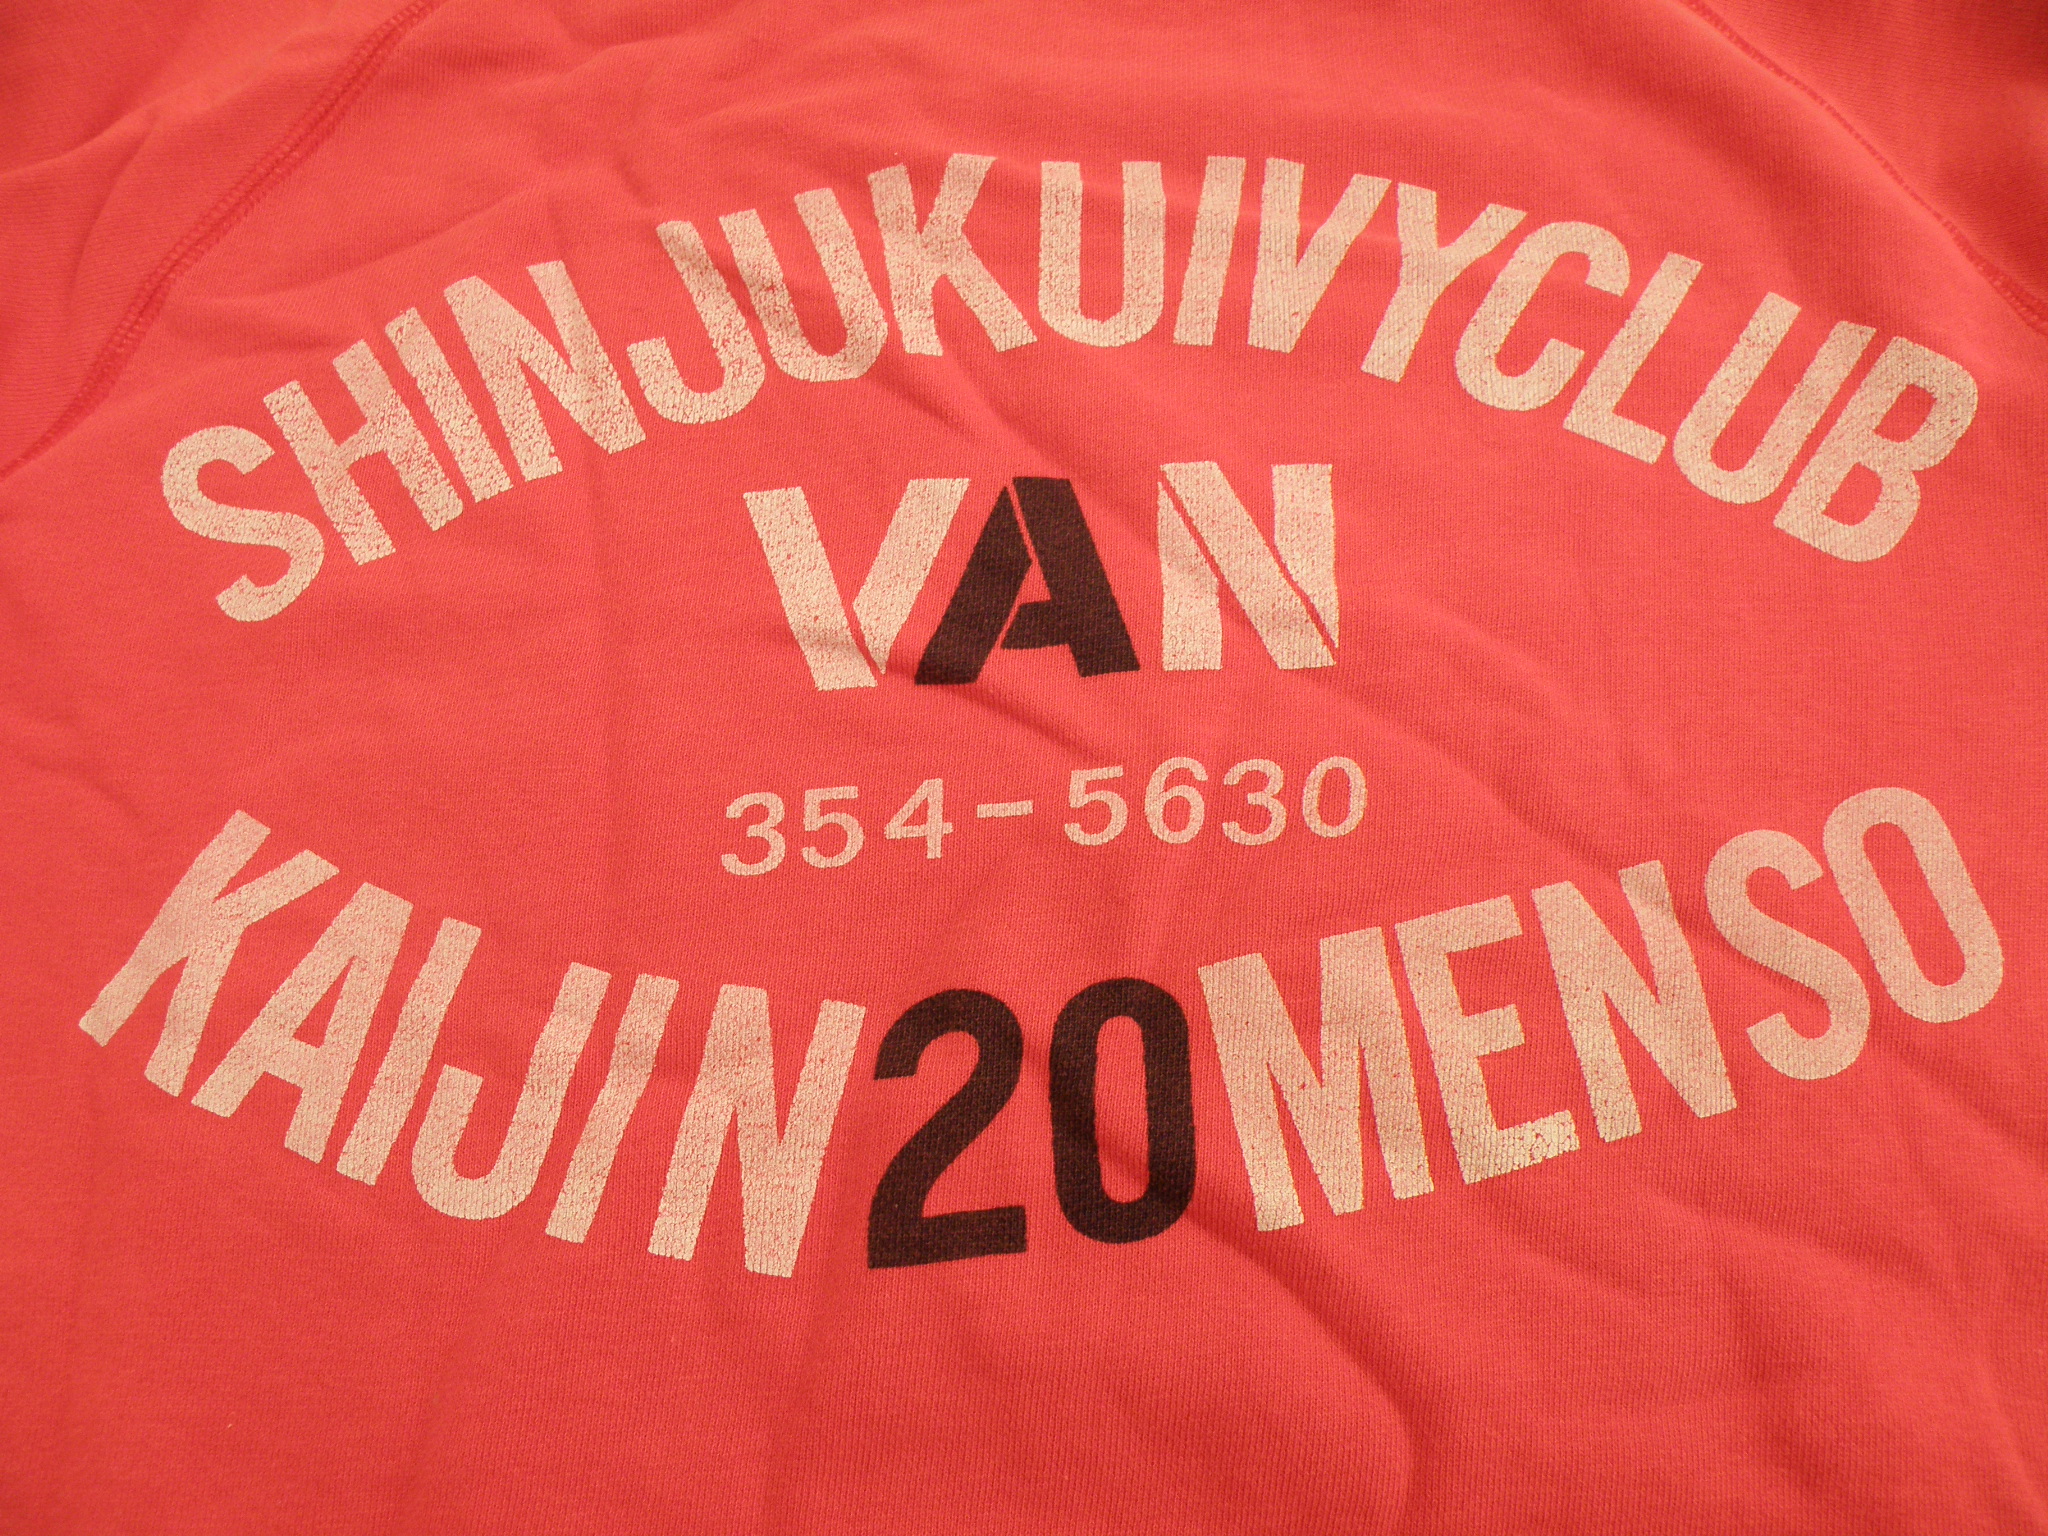 SHINJUKUIVYCLUB
VAN
354-5630
KAIJIN20MENSO